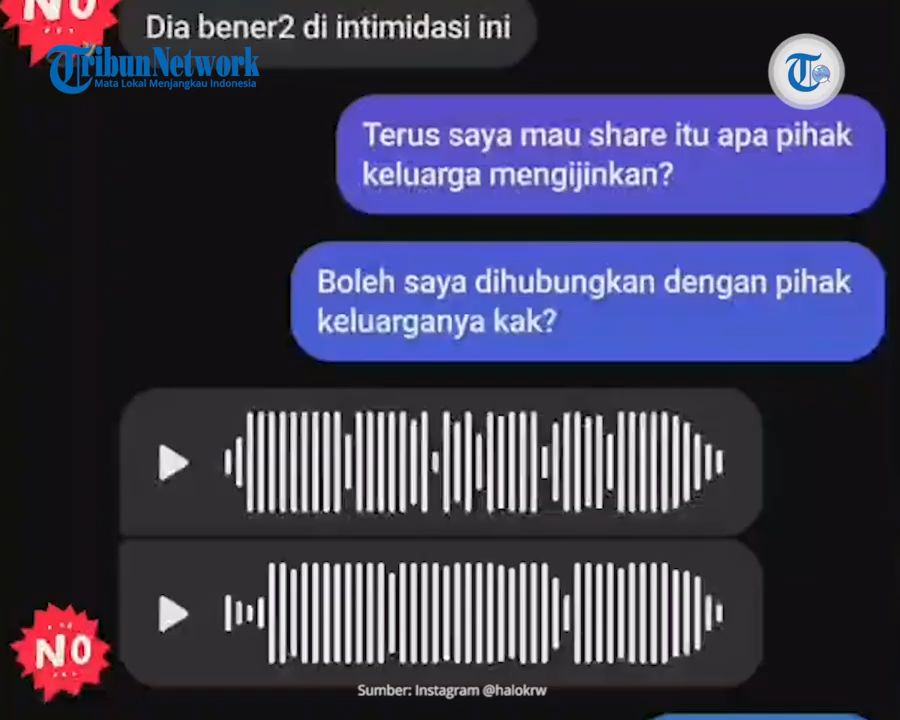 NO
Dia bener2 di intimidasi ini
TribunNetwork
Mata Lokal Menjangkau Indonesia
T
Terus saya mau share itu apa pihak
keluarga mengijinkan?
Boleh saya dihubungkan dengan pihak
keluarganya kak?
NO
Sumber: Instagram @halokrw